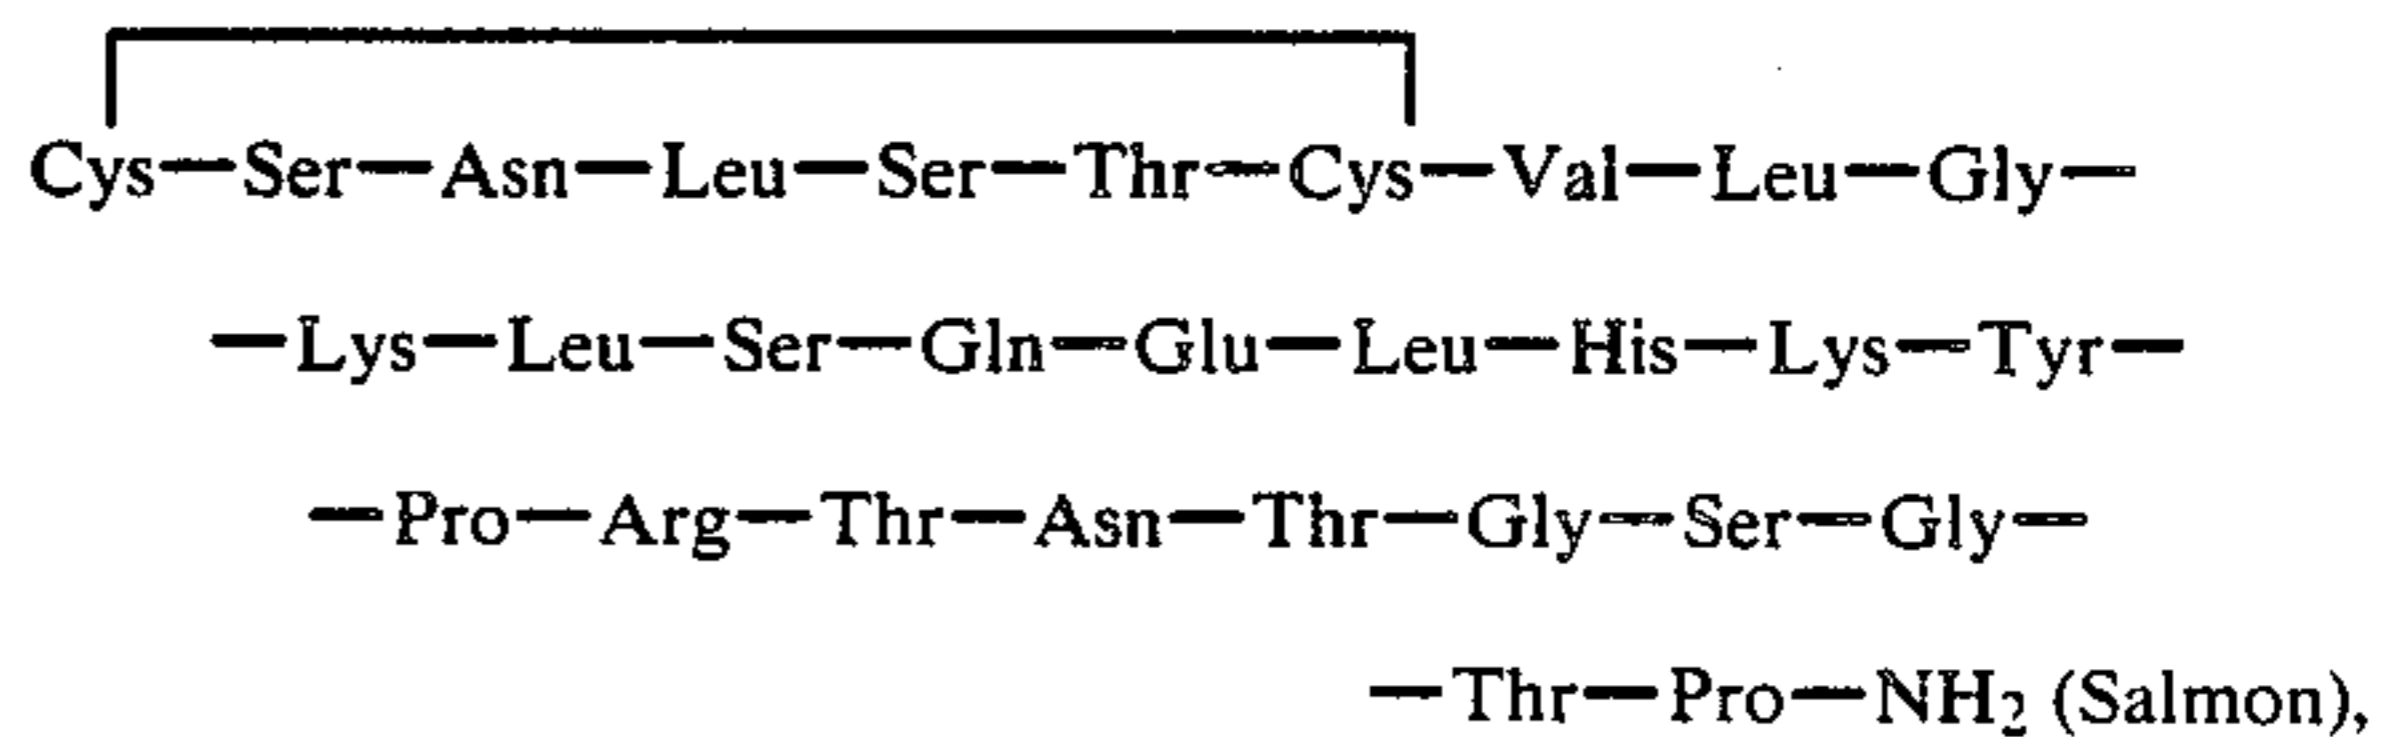 Cys—Ser—Asn—Leu—Ser—Thr—Cys—Val—Leu—Gly—
—Lys—Leu—Ser—Gln—Glu—Leu—His—Lys—Tyr—
—Pro—Arg—Thr—Asn—Thr—Gly—Ser—Gly—
—Thr—Pro—NH₂ (Salmon),